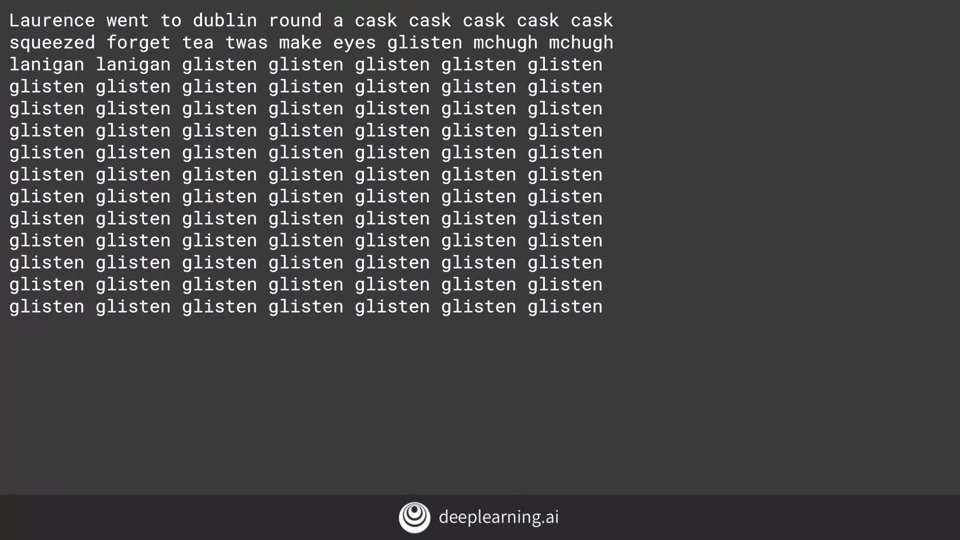 Laurence went to dublin round a cask cask cask cask cask
squeezed forget tea twas make eyes glisten mchugh mchugh
lanigan lanigan glisten glisten glisten glisten glisten
glisten glisten glisten glisten glisten glisten glisten
glisten glisten glisten glisten glisten glisten glisten
glisten glisten glisten glisten glisten glisten glisten
glisten glisten glisten glisten glisten glisten glisten
glisten glisten glisten glisten glisten glisten glisten
glisten glisten glisten glisten glisten glisten glisten
glisten glisten glisten glisten glisten glisten glisten
glisten glisten glisten glisten glisten glisten glisten
glisten glisten glisten glisten glisten glisten glisten
glisten glisten glisten glisten glisten glisten glisten
glisten glisten glisten glisten glisten glisten glisten
deeplearning.ai